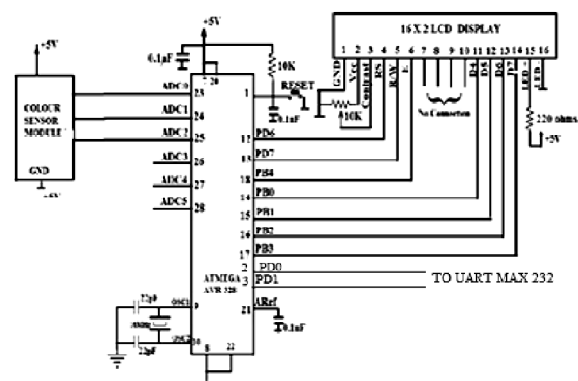 +5V
+5V
0.1µF
10K
RESET
0.1uF
COLOUR
SENSOR
MODULE
GND
+5V
ADC0
ADC1
ADC2
ADC3
ADC4
ADC5
23
24
25
26
27
28
7
20
1
16 X 2 LCD DISPLAY
1 2 3 4 5 6 7 8 9 10 11 12 13 14 15 16
GND
Vcc
Contrast
RS
R/W
E
D4
D5
D6
D7
LED+
LED-
10K
No Connection
220 ohms
+5V
PD6
PD7
PB4
PB0
PB1
PB2
PB3
PD0
PD1
12
13
18
14
15
16
17
2
3
21
TO UART MAX 232
ATMEGA
AVR 328
ARef
0.1uF
22pF
OSC1
9
OSC2
10
22pF
8
22